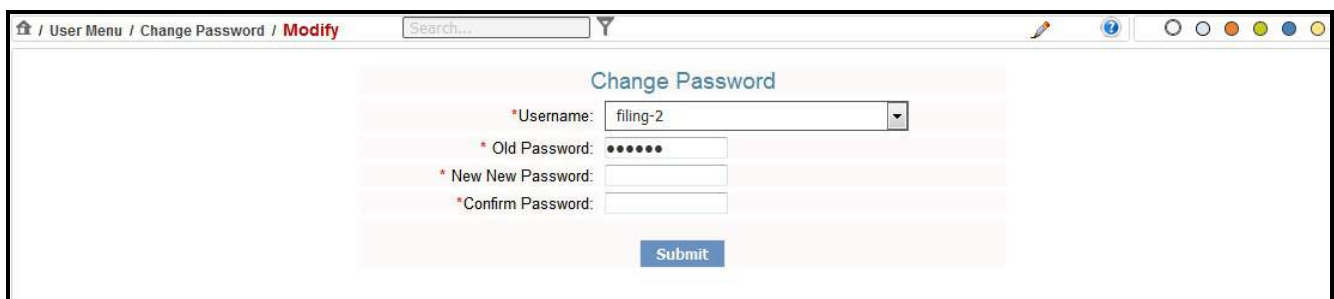 / User Menu / Change Password / Modify
Search...
?
Change Password
*Username: filing-2
* Old Password: ••••••
* New New Password:
*Confirm Password:
Submit